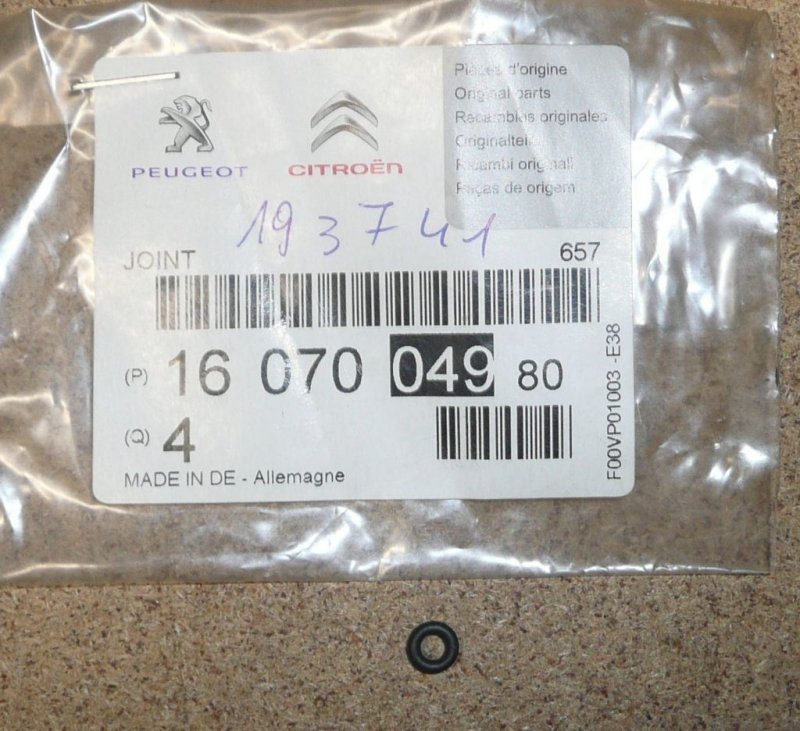 Pièces d'origine
Original parts
Recambios originales
Originalteile
Ricambi originali
Peças de origem
PEUGEOT
CITROËN
193741
JOINT
657
(P) 16 070 049 80
(Q) 4
MADE IN DE - Allemagne
F00VP01003 -E38